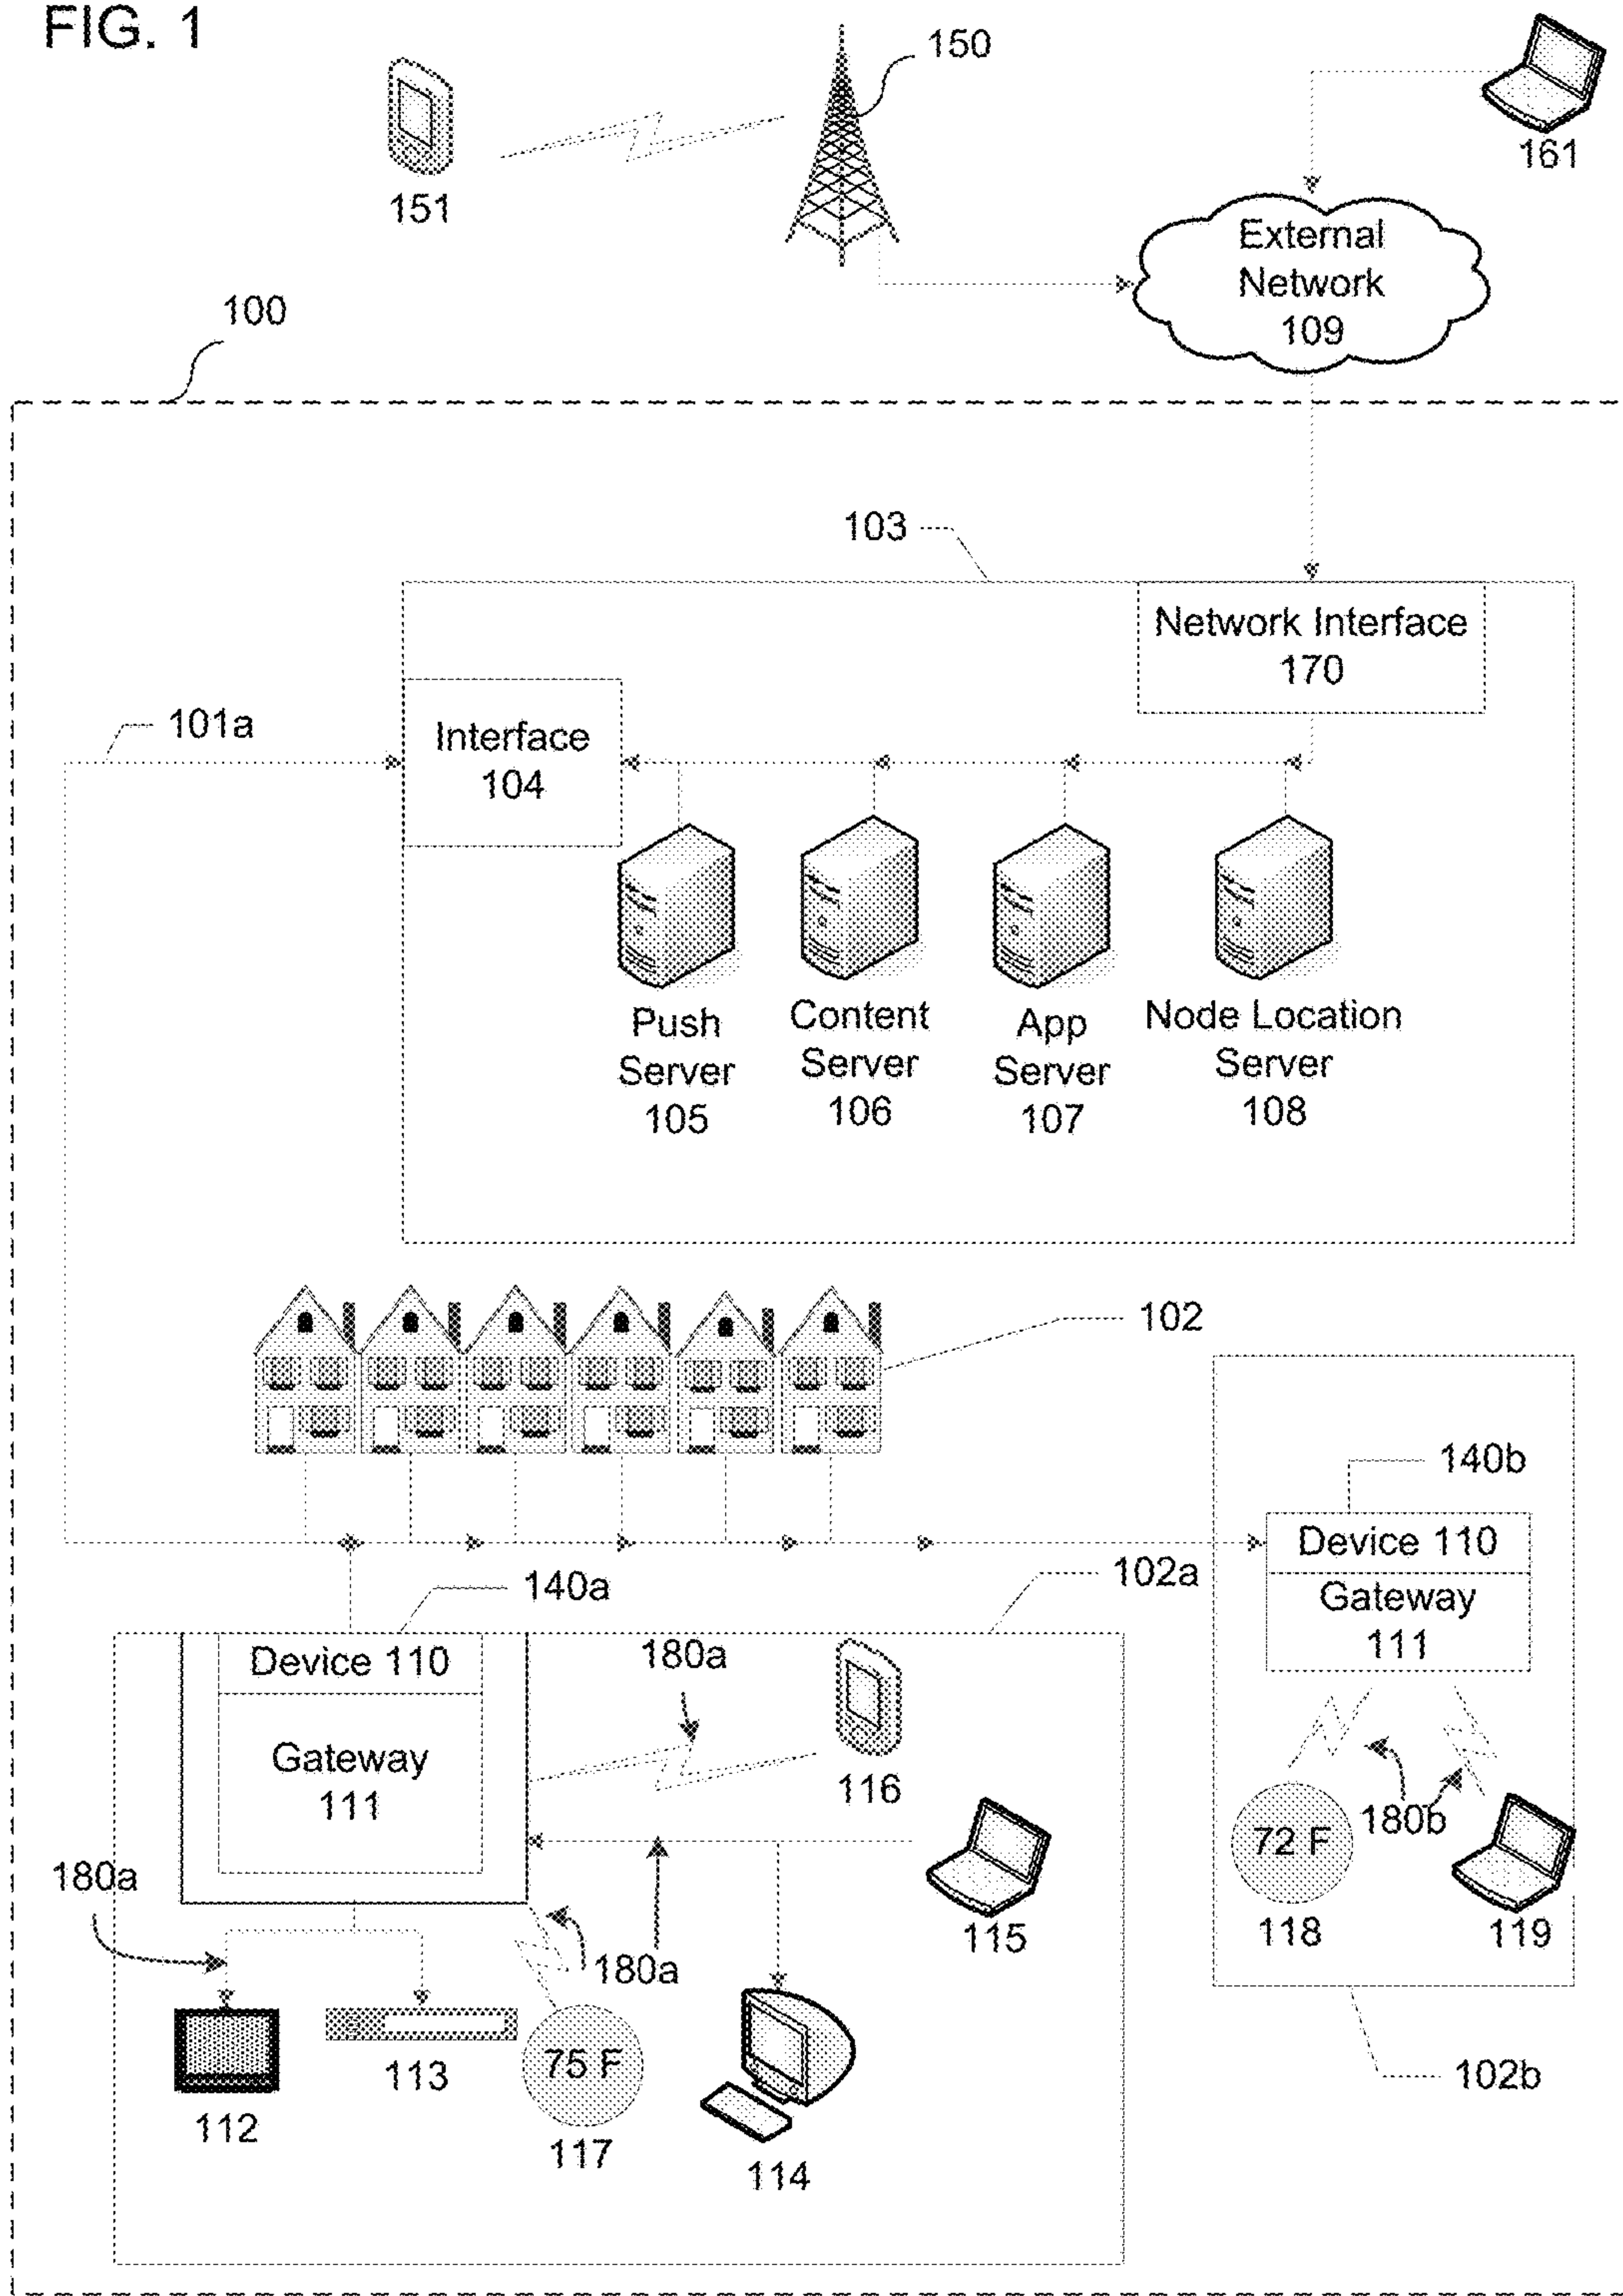 FIG. 1
150
151
161
External
Network
109
100
103
Network Interface
170
101a
Interface
104
Push
Server
105
Content
Server
106
App
Server
107
Node Location
Server
108
102
140b
Device 110
Gateway
111
102a
140a
Device 110
Gateway
111
180a
116
180b
72 F
118
119
180a
115
180a
112
113
75 F
117
114
102b